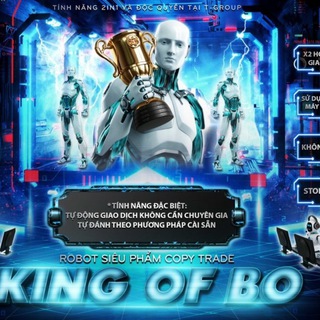 TÍNH NĂNG 2IN1 VÀ ĐỘC QUYỀN TẠI T-GROUP
X2 HO
GIA
SỬ DỤ
MÁY
KHÔN
STO
* TÍNH NĂNG ĐẶC BIỆT:
TỰ ĐỘNG GIAO DỊCH KHÔNG CẦN CHUYÊN GIA
TỰ ĐÁNH THEO PHƯƠNG PHÁP CÀI SẴN
ROBOT SIÊU PHẨM COPY TRADE
KING OF BO